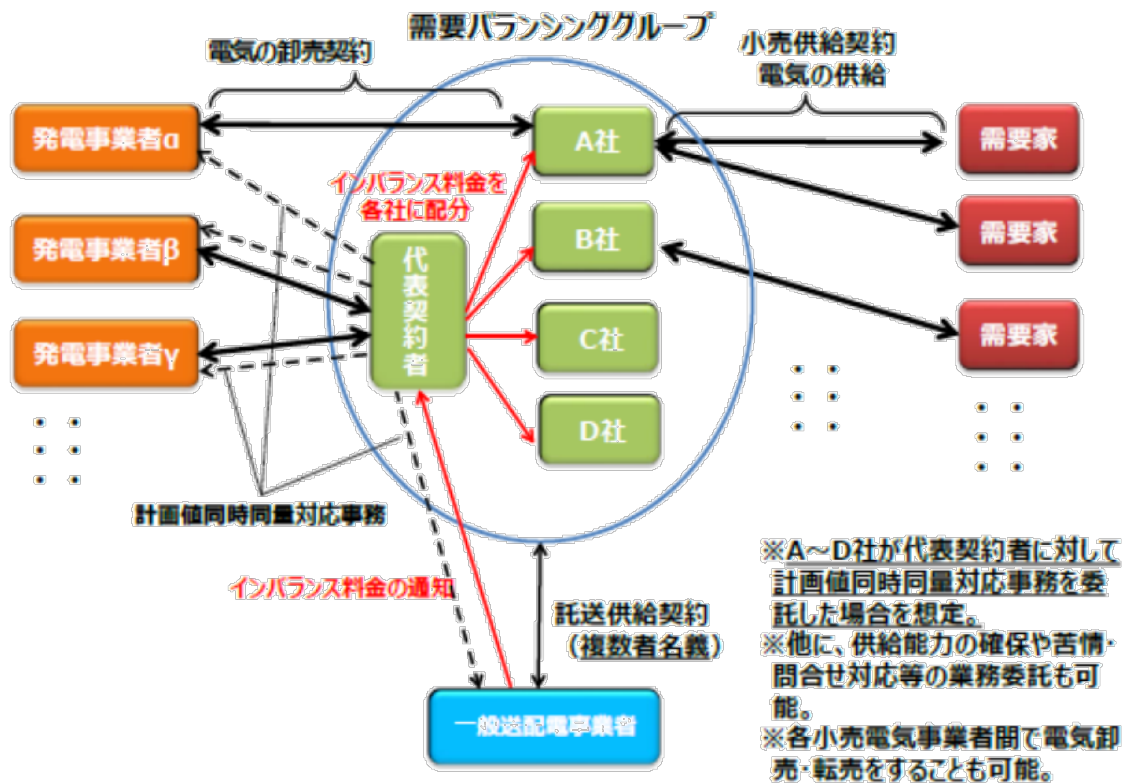 需要バランシンググループ
電気の卸売契約
小売供給契約
電気の供給
発電事業者α
A社
需要家
インバランス料金を
各社に配分
発電事業者β
B社
需要家
代表契約者
発電事業者γ
C社
需要家
D社
計画値同時同量対応事務
インバランス料金の通知
託送供給契約
（複数者名義）
一般送配電事業者
※A～D社が代表契約者に対して
計画値同時同量対応事務を委
託した場合を想定。
※他に、供給能力の確保や苦情・
問合せ対応等の業務委託も可
能。
※各小売電気事業者間で電気卸
売・転売をすることも可能。